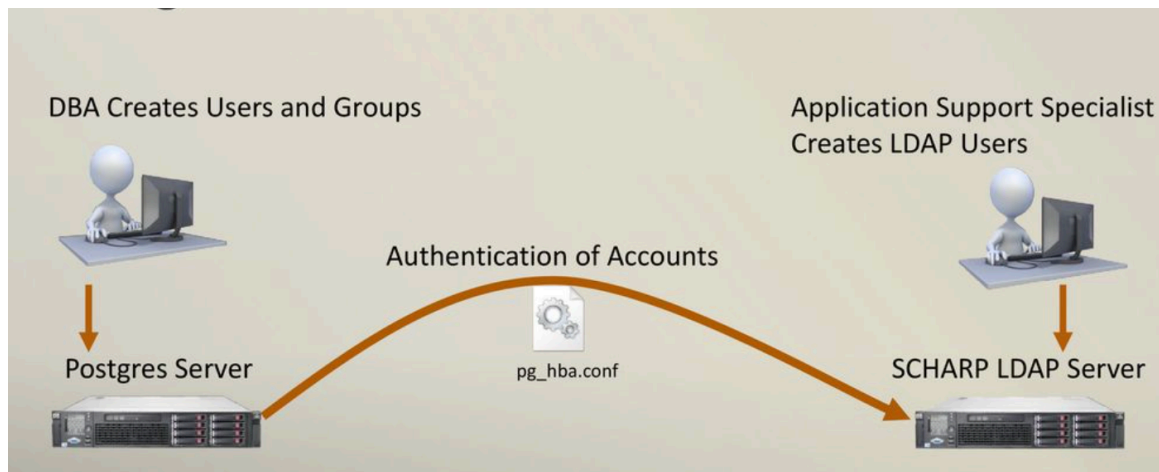 DBA Creates Users and Groups
Application Support Specialist
Creates LDAP Users
Authentication of Accounts
pg_hba.conf
Postgres Server
SCHARP LDAP Server